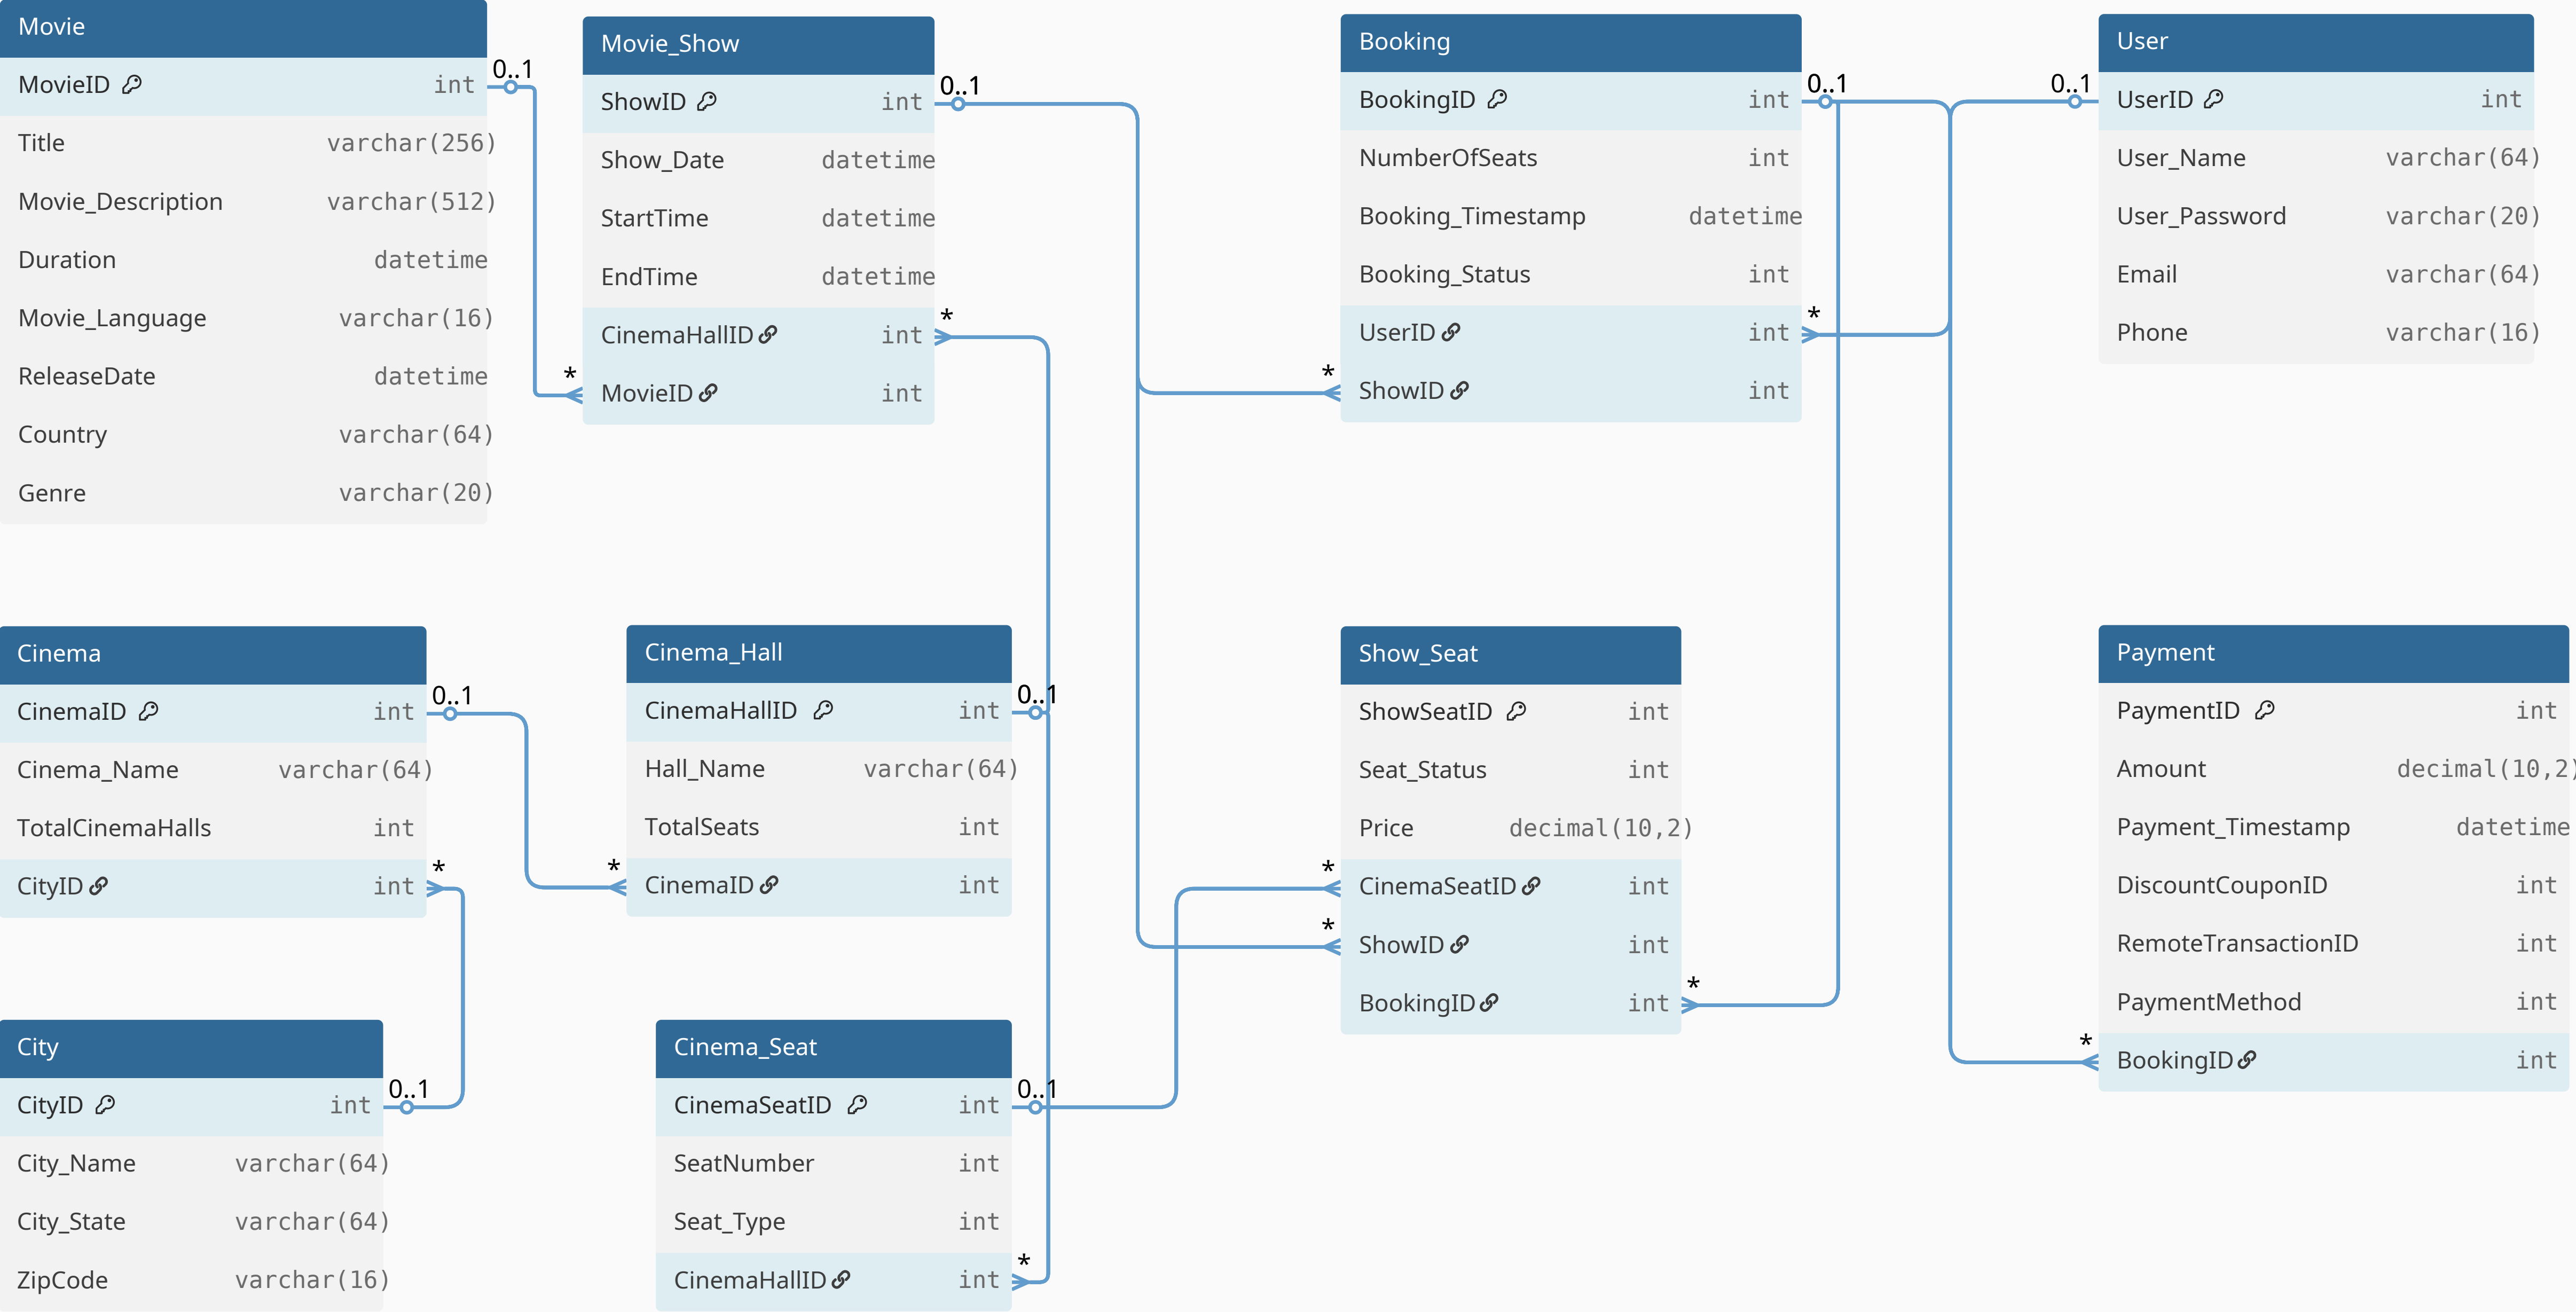 Movie
MovieID int
Title varchar(256)
Movie_Description varchar(512)
Duration datetime
Movie_Language varchar(16)
ReleaseDate datetime
Country varchar(64)
Genre varchar(20)
0..1
*
Movie_Show
ShowID int
Show_Date datetime
StartTime datetime
EndTime datetime
CinemaHallID int
MovieID int
0..1
*
*
Booking
BookingID int
NumberOfSeats int
Booking_Timestamp datetime
Booking_Status int
UserID int
ShowID int
0..1
*
0..1
User
UserID int
User_Name varchar(64)
User_Password varchar(20)
Email varchar(64)
Phone varchar(16)
Cinema
CinemaID int
Cinema_Name varchar(64)
TotalCinemaHalls int
CityID int
0..1
*
*
Cinema_Hall
CinemaHallID int
Hall_Name varchar(64)
TotalSeats int
CinemaID int
0..1
*
*
Show_Seat
ShowSeatID int
Seat_Status int
Price decimal(10,2)
CinemaSeatID int
ShowID int
BookingID int
*
*
Payment
PaymentID int
Amount decimal(10,2)
Payment_Timestamp datetime
DiscountCouponID int
RemoteTransactionID int
PaymentMethod int
BookingID int
City
CityID int
City_Name varchar(64)
City_State varchar(64)
ZipCode varchar(16)
0..1
Cinema_Seat
CinemaSeatID int
SeatNumber int
Seat_Type int
CinemaHallID int
0..1
*